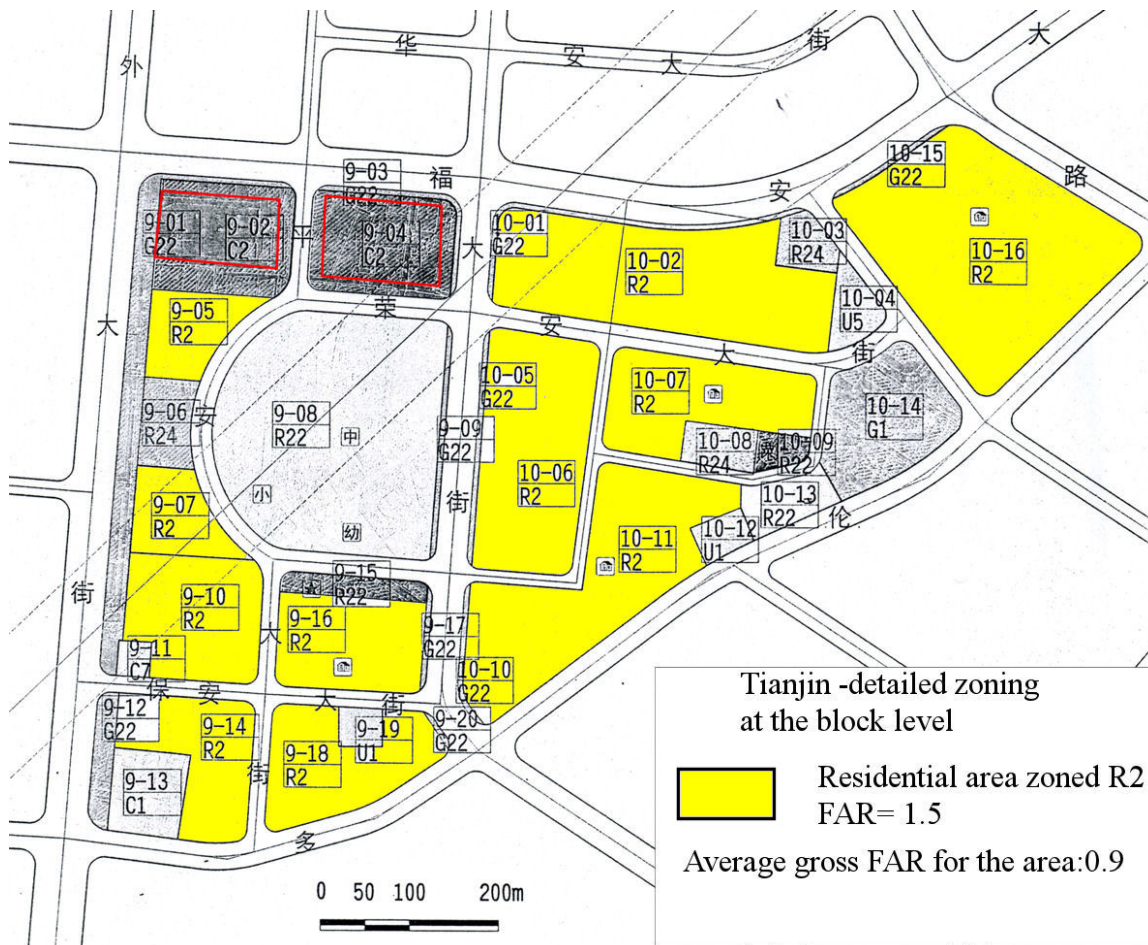 华
安
大
街
大
外
福
安
路
9-03
G22
10-15
G22
9-01
G22
9-02
C21
平
9-04
C2
大
10-01
G22
10-02
R2
10-03
R24
10-16
R2
10-04
U5
大
9-05
R2
荣
安
大
街
10-05
G22
10-07
R2
10-14
G1
9-06
R24
安
9-08
R22
中
9-09
G22
10-08
R24
10-09
R22
小
9-07
R2
街
10-06
R2
10-13
R22
伦
幼
10-11
R2
10-12
U1
街
9-15
R22
9-10
R2
9-16
R2
9-17
G22
大
9-11
C7
10-10
G22
保
安
大
街
9-12
G22
9-14
R2
9-18
R2
9-19
U1
9-20
G22
街
9-13
C1
多
0 50 100 200m
Tianjin -detailed zoning
at the block level
Residential area zoned R2
FAR= 1.5
Average gross FAR for the area:0.9